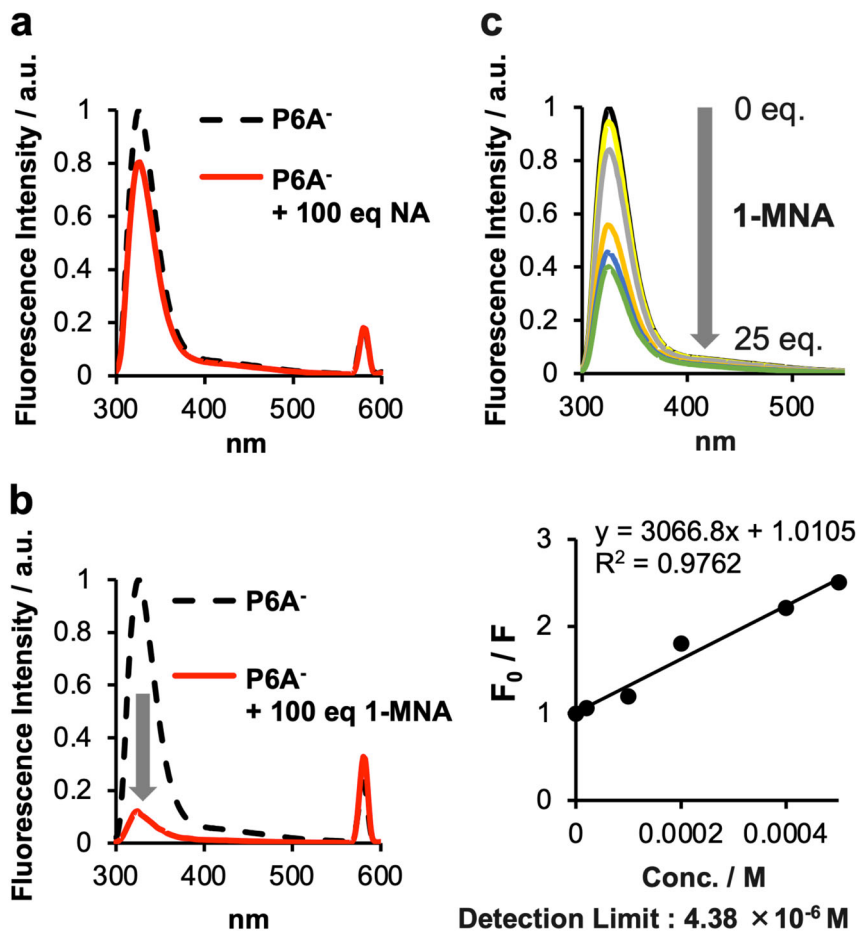 a
Fluorescence Intensity / a.u.
1
0.8
0.6
0.4
0.2
0
300
400
500
600
nm
P6A⁻
P6A⁻
+ 100 eq NA
b
Fluorescence Intensity / a.u.
1
0.8
0.6
0.4
0.2
0
300
400
500
600
nm
P6A⁻
P6A⁻
+ 100 eq 1-MNA
c
Fluorescence Intensity / a.u.
1
0.8
0.6
0.4
0.2
0
300
400
500
nm
0 eq.
1-MNA
25 eq.
y = 3066.8x + 1.0105
R² = 0.9762
F₀ / F
3
2
1
0
0
0.0002
0.0004
Conc. / M
Detection Limit : 4.38 ×10⁻⁶ M